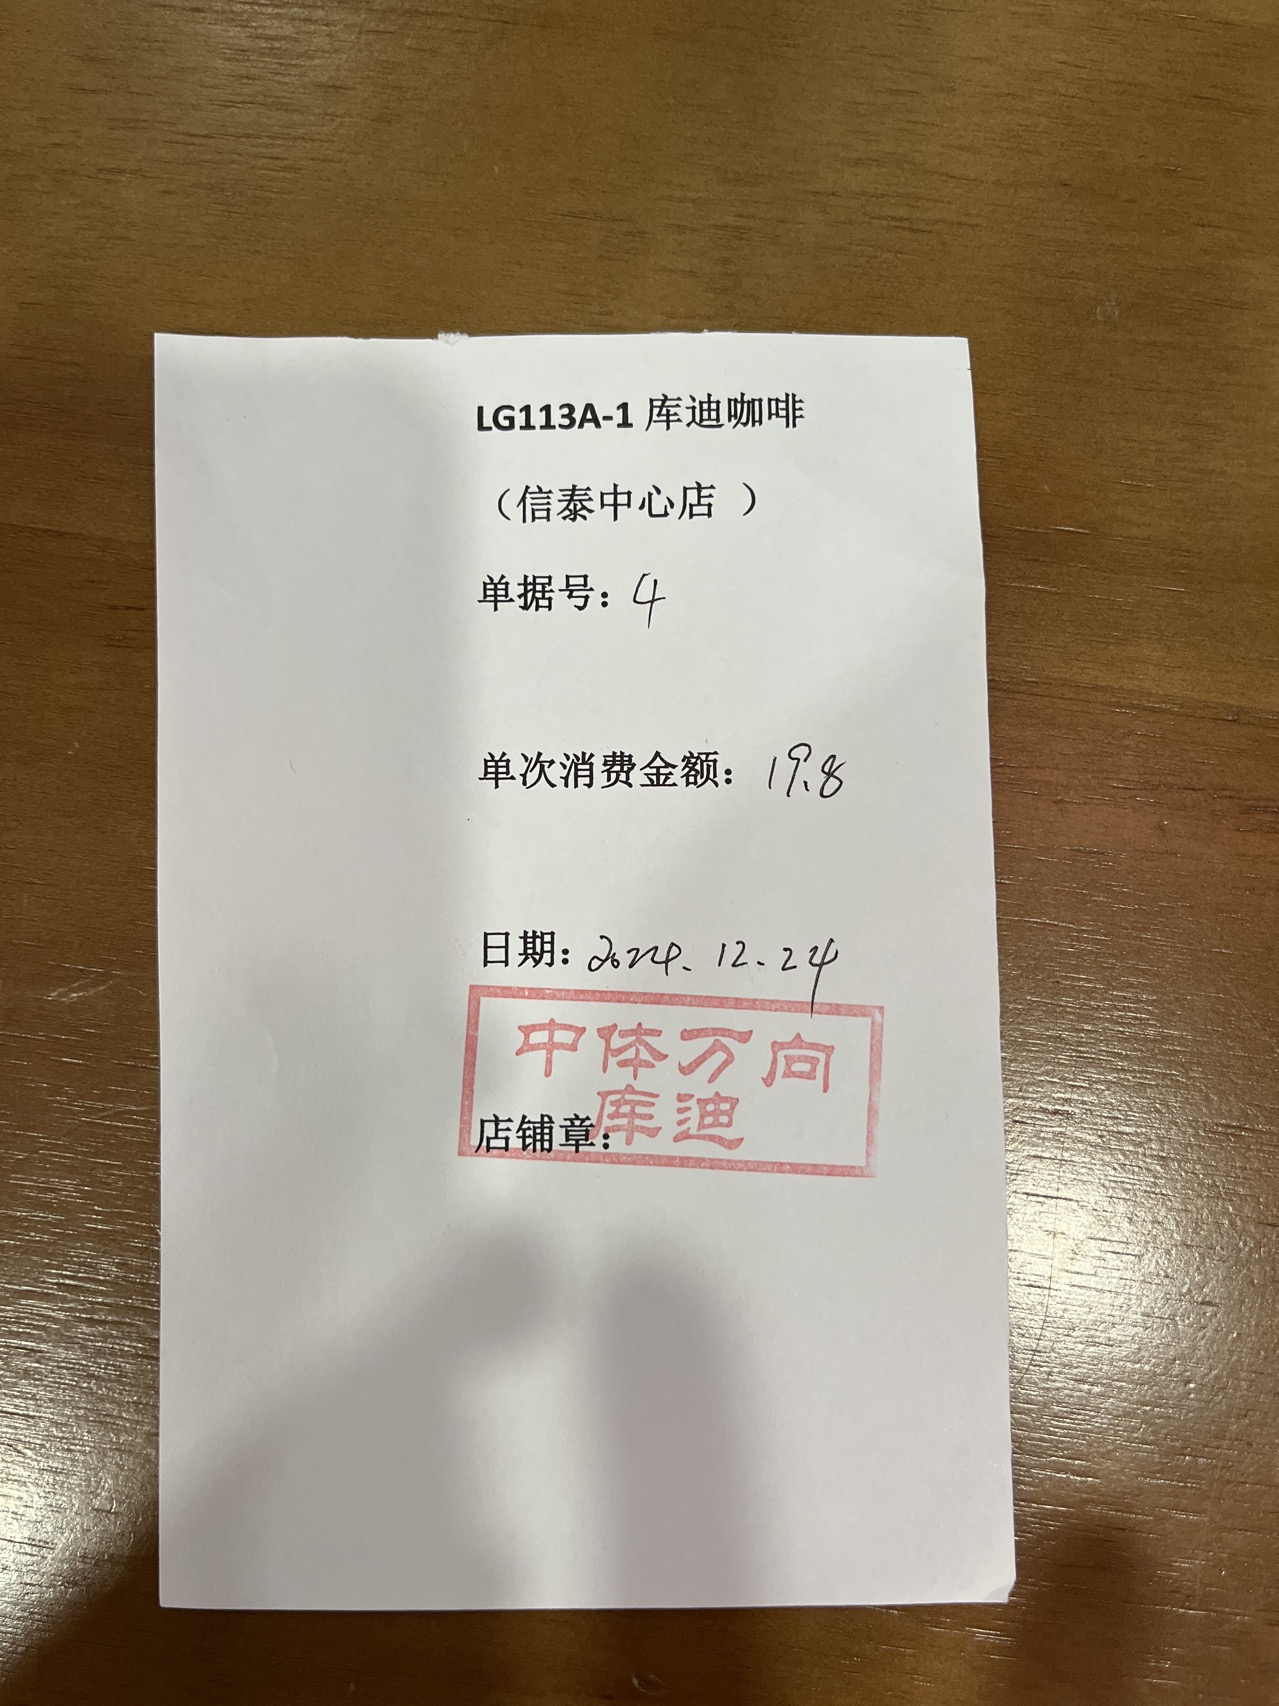 LG113A-1 库迪咖啡
（信泰中心店 ）
单据号：4
单次消费金额：19.8
日期：2024.12.24
中体万向
库迪
店铺章：